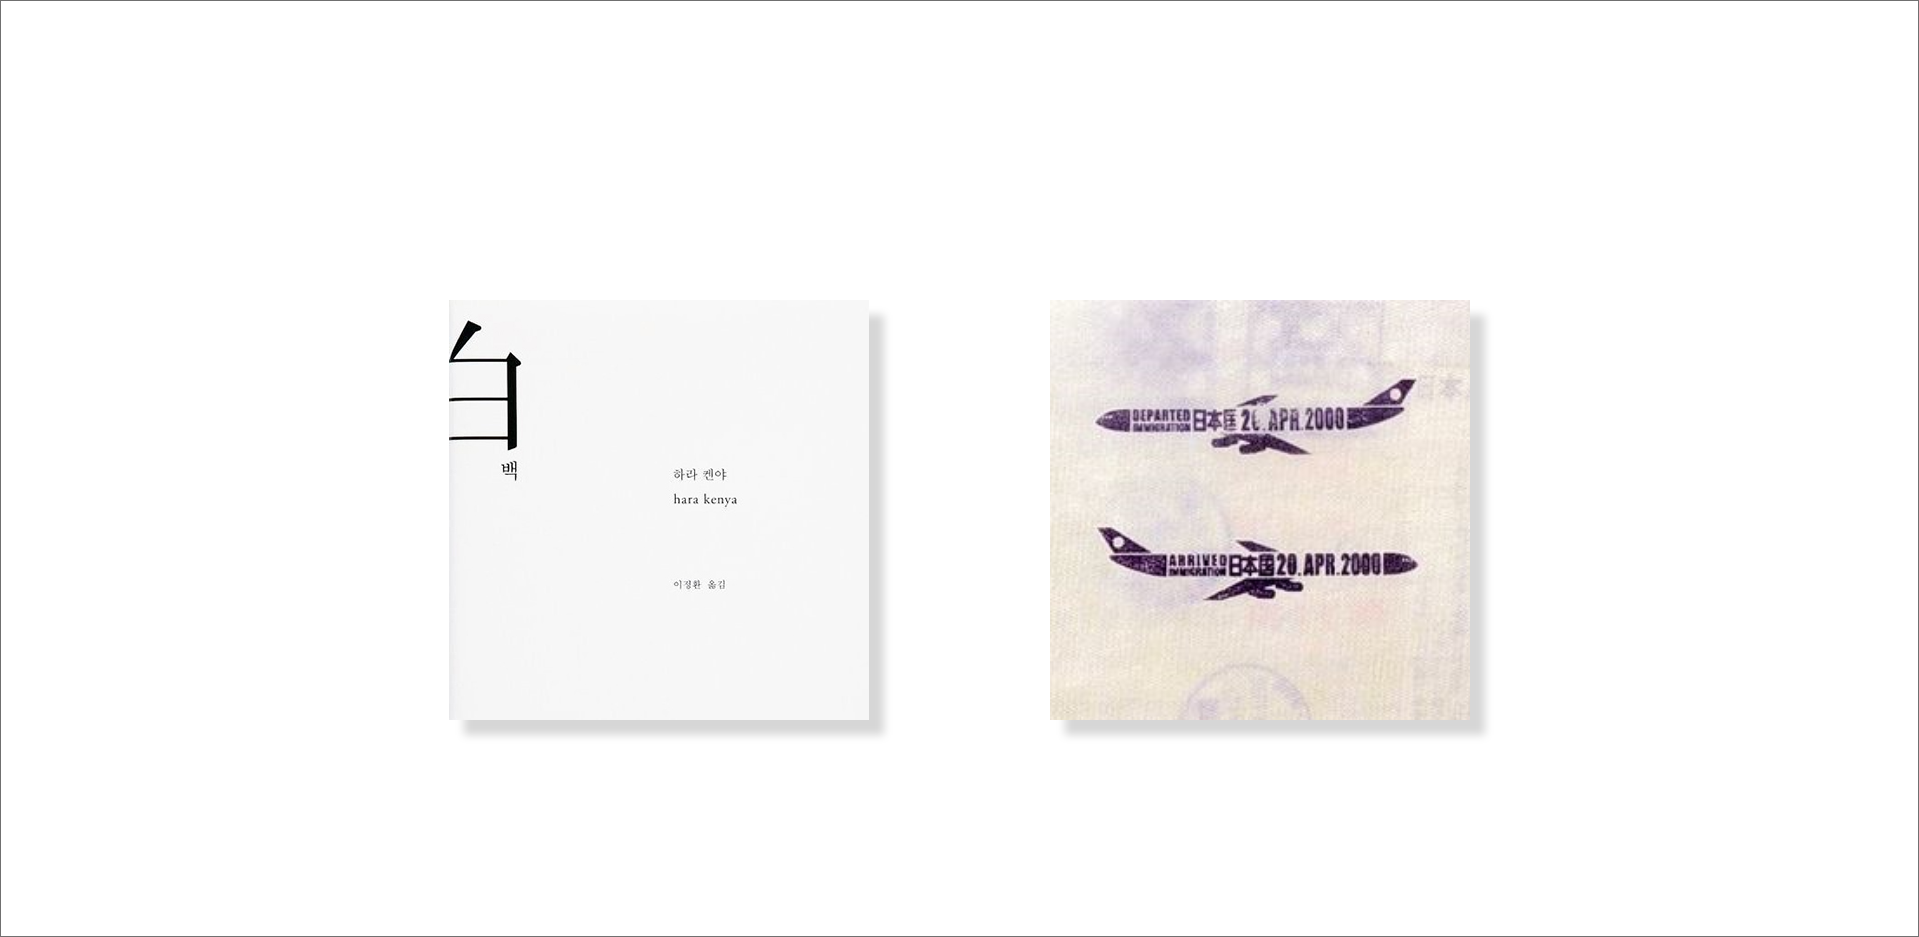 白
백
하라 켄야
hara kenya
이정환 옮김
DEPARTED
IMMIGRATION
日本国 20.APR.2000
ARRIVED
IMMIGRATION
日本国 20.APR.2000